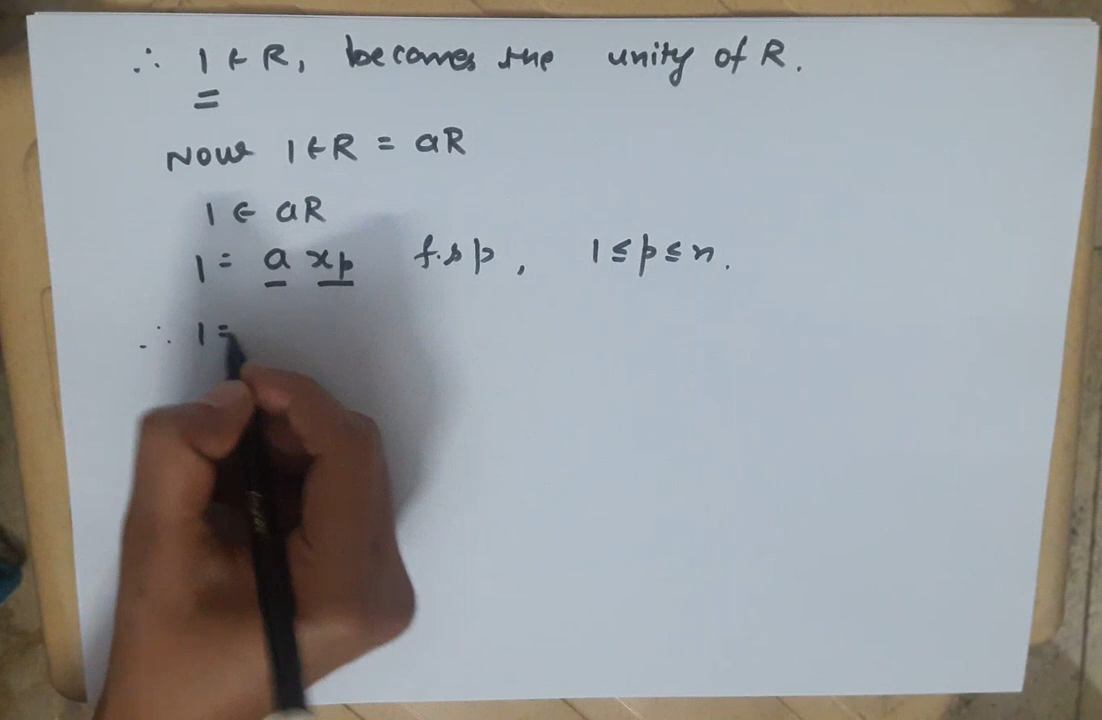 ∴ 1 ∈ R, becomes the unity of R.
Now 1 ∈ R = aR
1 ∈ aR
1 = a xp f.s p, 1 ≤ p ≤ n.
∴ 1 =